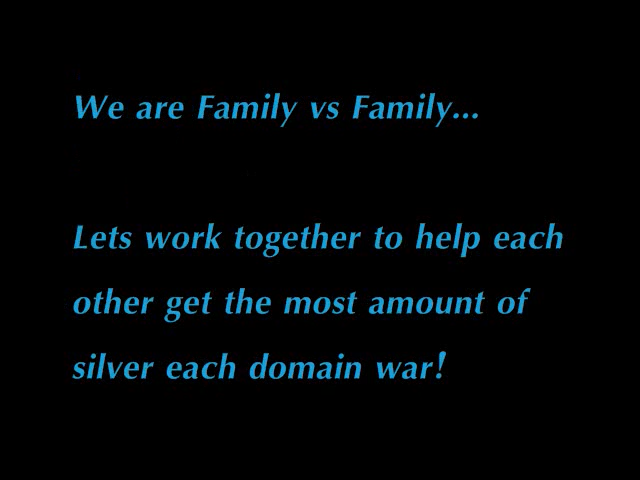 We are Family vs Family...
Lets work together to help each
other get the most amount of
silver each domain war!